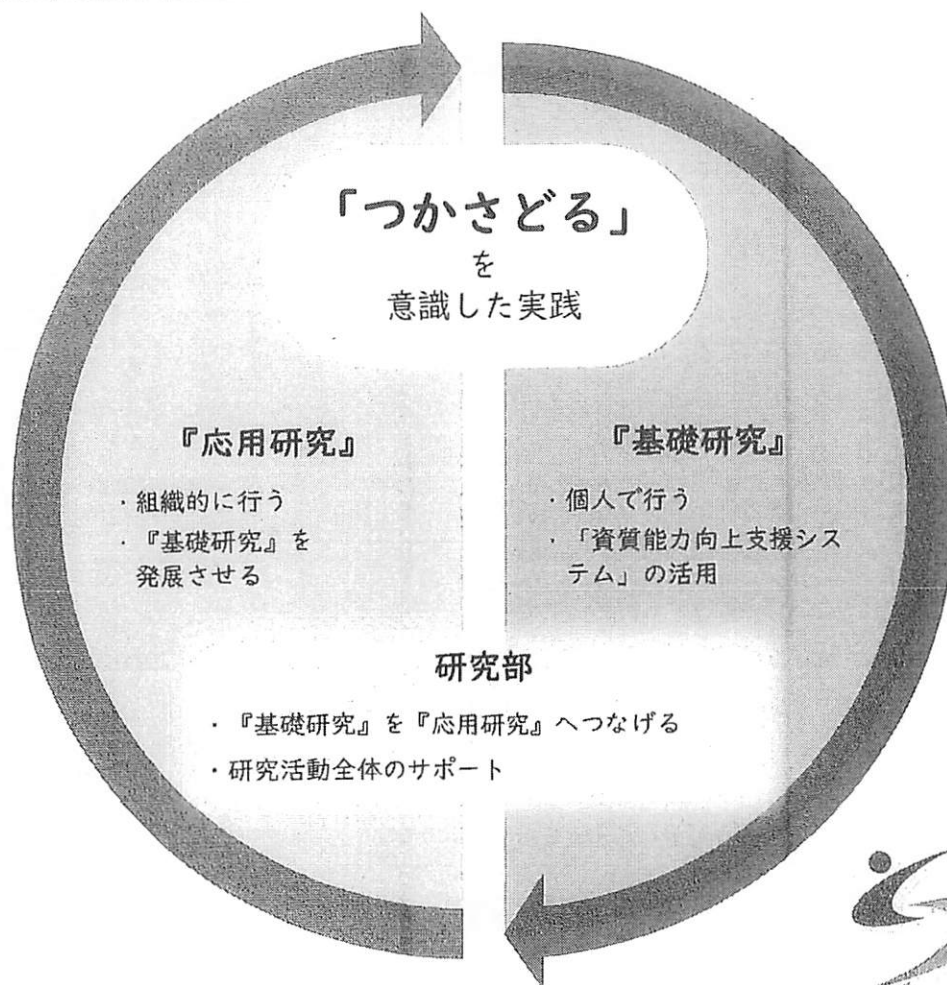 「つかさどる」
を
意識した実践
『応用研究』
・組織的に行う
・『基礎研究』を
発展させる
『基礎研究』
・個人で行う
・「資質能力向上支援シス
テム」の活用
研究部
・『基礎研究』を『応用研究』へつなげる
・研究活動全体のサポート